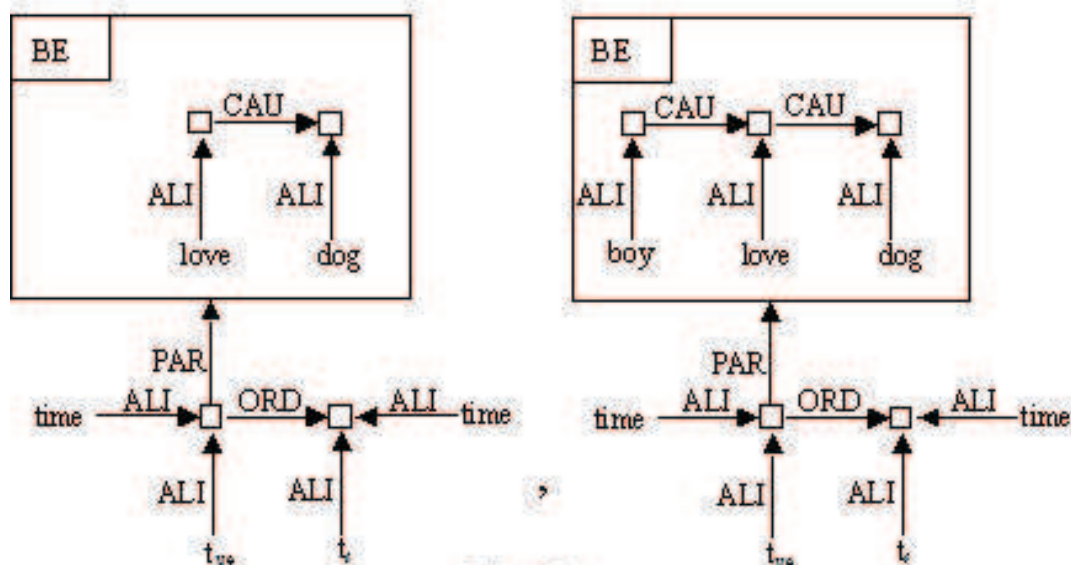 BE BE
CAU CAU CAU
ALI ALI ALI ALI ALI
love dog boy love dog
PAR PAR
time ALI ORD ALI time time ALI ORD ALI time
ALI ALI , ALI ALI